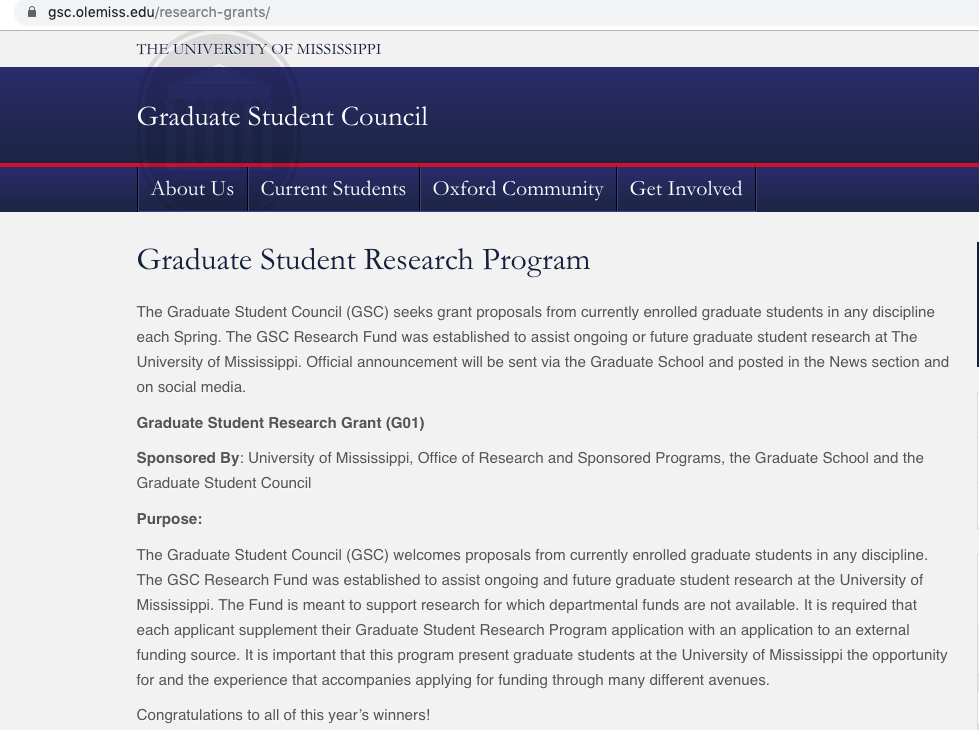 gsc.olemiss.edu/research-grants/
THE UNIVERSITY OF MISSISSIPPI
Graduate Student Council
About Us
Current Students
Oxford Community
Get Involved
Graduate Student Research Program
The Graduate Student Council (GSC) seeks grant proposals from currently enrolled graduate students in any discipline
each Spring. The GSC Research Fund was established to assist ongoing or future graduate student research at The
University of Mississippi. Official announcement will be sent via the Graduate School and posted in the News section and
on social media.
Graduate Student Research Grant (G01)
Sponsored By: University of Mississippi, Office of Research and Sponsored Programs, the Graduate School and the
Graduate Student Council
Purpose:
The Graduate Student Council (GSC) welcomes proposals from currently enrolled graduate students in any discipline.
The GSC Research Fund was established to assist ongoing and future graduate student research at the University of
Mississippi. The Fund is meant to support research for which departmental funds are not available. It is required that
each applicant supplement their Graduate Student Research Program application with an application to an external
funding source. It is important that this program present graduate students at the University of Mississippi the opportunity
for and the experience that accompanies applying for funding through many different avenues.
Congratulations to all of this year’s winners!